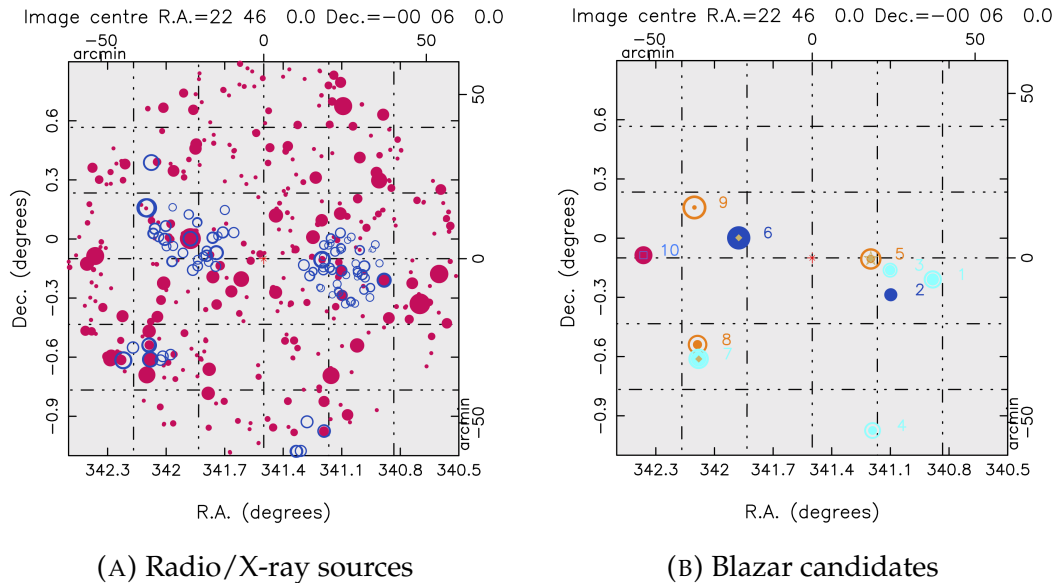 Image centre R.A.=22 46 0.0 Dec.=−00 06 0.0
−50 0 50
arcmin
50
0.6
0.3
0
0
−0.3
−0.6
−0.9
−50
arcmin
Dec. (degrees)
342.3 342 341.7 341.4 341.1 340.8 340.5
R.A. (degrees)
(A) Radio/X-ray sources
Image centre R.A.=22 46 0.0 Dec.=−00 06 0.0
−50 0 50
arcmin
50
0.6
0.3
9
6
0
10
5
0
3
1
2
−0.3
8
7
−0.6
−0.9
4
−50
arcmin
Dec. (degrees)
342.3 342 341.7 341.4 341.1 340.8 340.5
R.A. (degrees)
(B) Blazar candidates